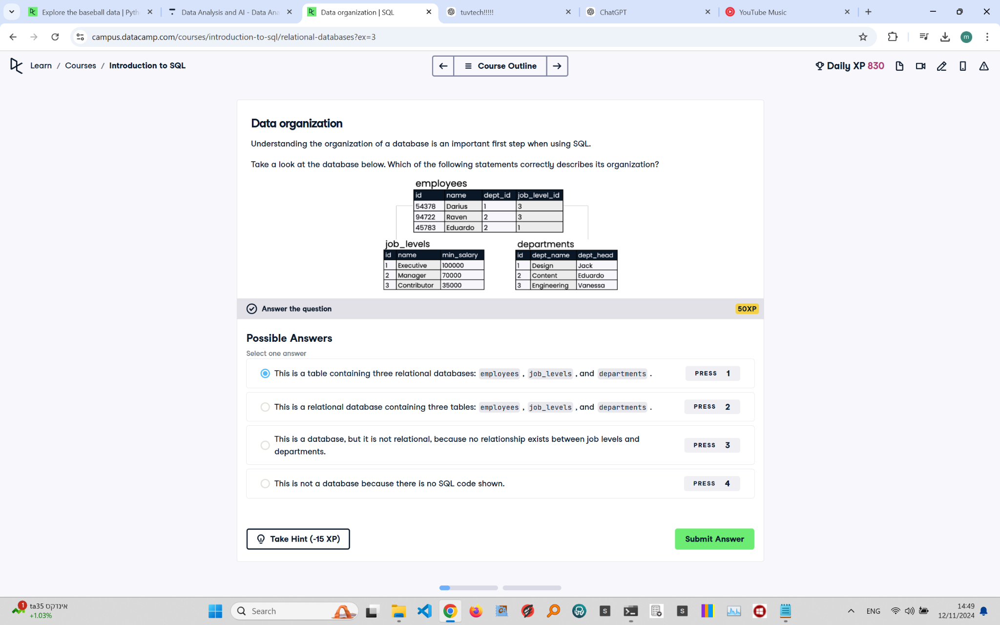 Explore the baseball data | Pyth
Data Analysis and AI - Data Ana
Data organization | SQL
tuvtech!!!!!
ChatGPT
YouTube Music
campus.datacamp.com/courses/introduction-to-sql/relational-databases?ex=3
m
Learn / Courses / Introduction to SQL
Course Outline
Daily XP 830
Data organization
Understanding the organization of a database is an important first step when using SQL.
Take a look at the database below. Which of the following statements correctly describes its organization?
employees
id name dept_id job_level_id
54378 Darius 1 3
94722 Raven 2 3
45783 Eduardo 2 1
job_levels
id name min_salary
1 Executive 100000
2 Manager 70000
3 Contributor 35000
departments
id dept_name dept_head
1 Design Jack
2 Content Eduardo
3 Engineering Vanessa
Answer the question
50XP
Possible Answers
Select one answer
This is a table containing three relational databases: employees , job_levels , and departments .
PRESS 1
This is a relational database containing three tables: employees , job_levels , and departments .
PRESS 2
This is a database, but it is not relational, because no relationship exists between job levels and
departments.
PRESS 3
This is not a database because there is no SQL code shown.
PRESS 4
Take Hint (-15 XP)
Submit Answer
1
ta35 אינדקס
+1.03%
Search
S
S
ENG
14:49
12/11/2024